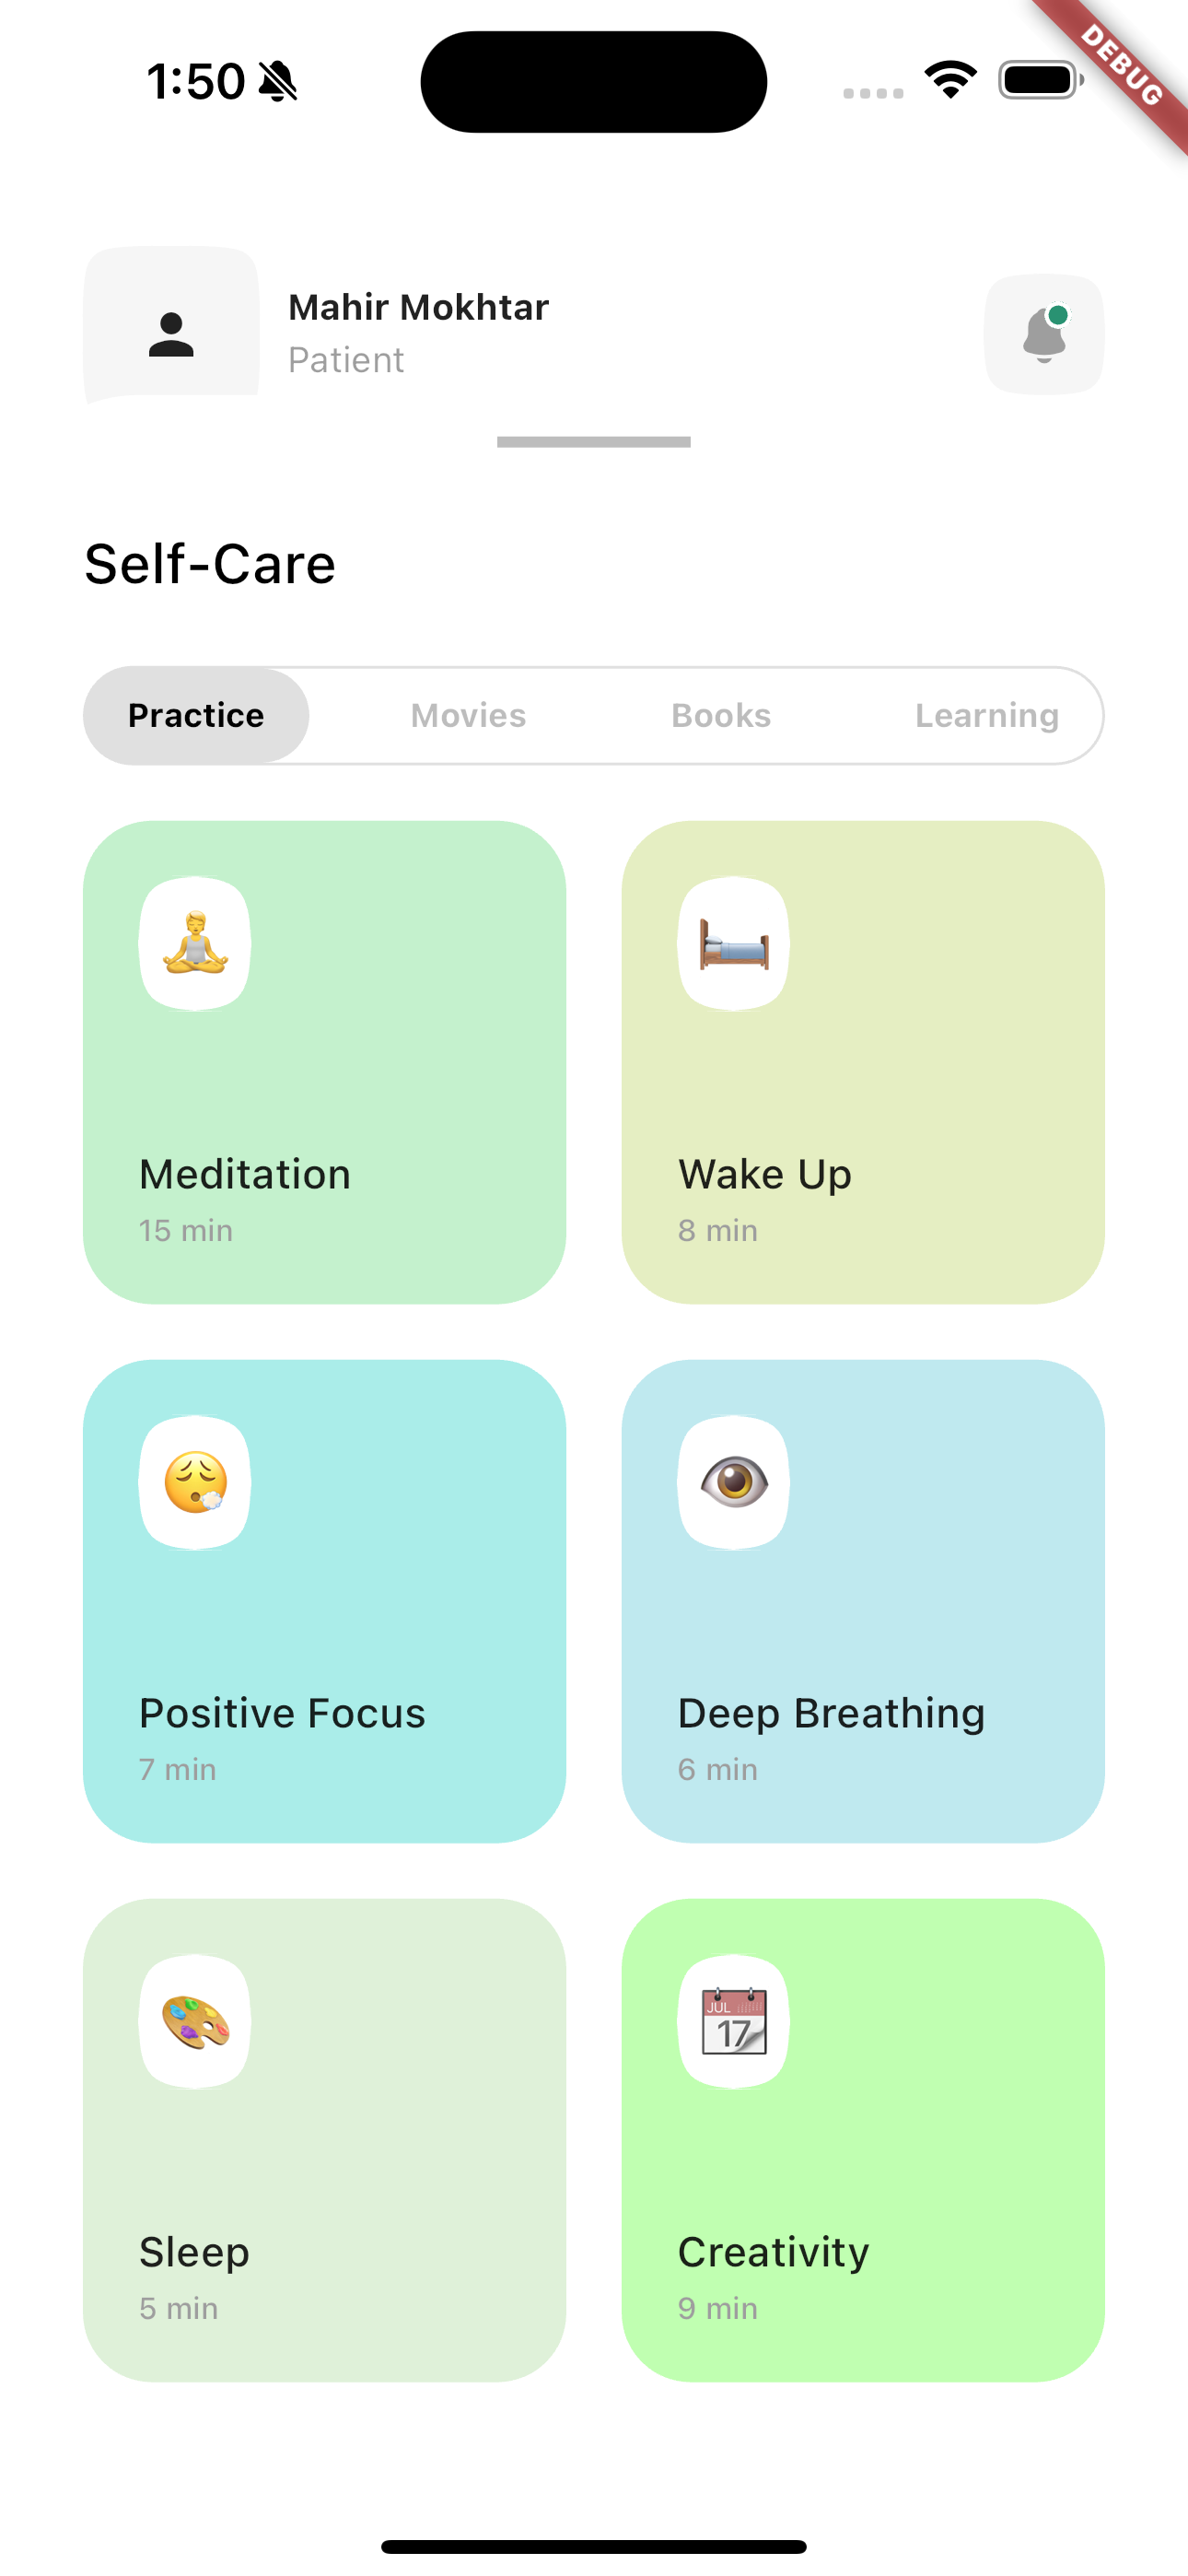 1:50
DEBUG
Mahir Mokhtar
Patient
Self-Care
Practice Movies Books Learning
Meditation
15 min
Wake Up
8 min
Positive Focus
7 min
Deep Breathing
6 min
Sleep
5 min
JUL
17
Creativity
9 min